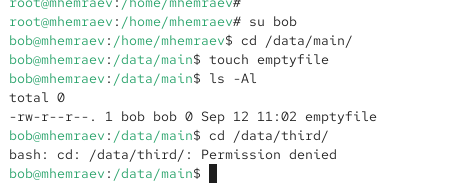 root@mhemraev:/home/mhemraev#
root@mhemraev:/home/mhemraev# su bob
bob@mhemraev:/home/mhemraev$ cd /data/main/
bob@mhemraev:/data/main$ touch emptyfile
bob@mhemraev:/data/main$ ls -Al
total 0
-rw-r--r--. 1 bob bob 0 Sep 12 11:02 emptyfile
bob@mhemraev:/data/main$ cd /data/third/
bash: cd: /data/third/: Permission denied
bob@mhemraev:/data/main$